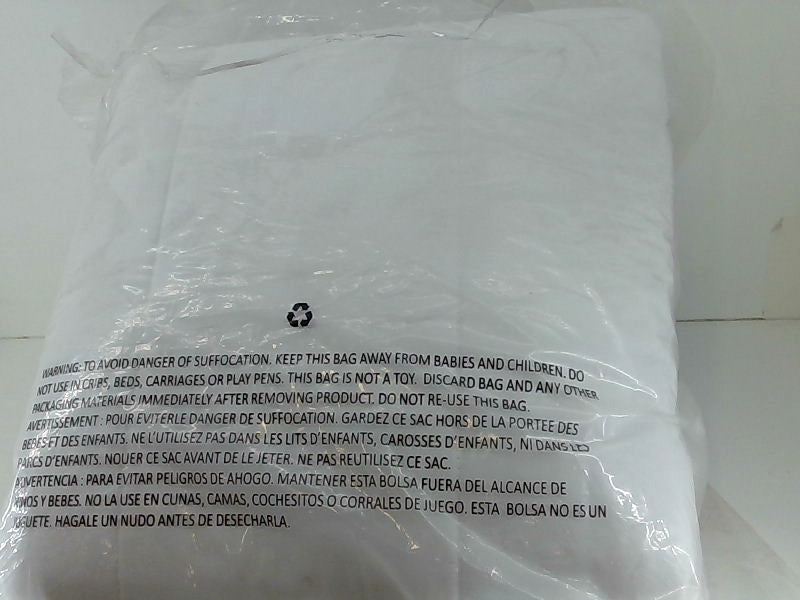 WARNING: TO AVOID DANGER OF SUFFOCATION. KEEP THIS BAG AWAY FROM BABIES AND CHILDREN. DO
NOT USE IN CRIBS, BEDS, CARRIAGES OR PLAY PENS. THIS BAG IS NOT A TOY. DISCARD BAG AND ANY OTHER
PACKAGING MATERIALS IMMEDIATELY AFTER REMOVING PRODUCT. DO NOT RE-USE THIS BAG.
AVERTISSEMENT : POUR EVITER LE DANGER DE SUFFOCATION. GARDEZ CE SAC HORS DE LA PORTEE DES
BEBES ET DES ENFANTS. NE L'UTILISEZ PAS DANS LES LITS D'ENFANTS, CAROSSES D'ENFANTS, NI DANS LES
PARCS D'ENFANTS. NOUER CE SAC AVANT DE LE JETER. NE PAS REUTILISEZ CE SAC.
ADVERTENCIA : PARA EVITAR PELIGROS DE AHOGO. MANTENER ESTA BOLSA FUERA DEL ALCANCE DE
NINOS Y BEBES. NO LA USE EN CUNAS, CAMAS, COCHESITOS O CORRALES DE JUEGO. ESTA BOLSA NO ES UN
JUGUETE. HAGALE UN NUDO ANTES DE DESECHARLA.